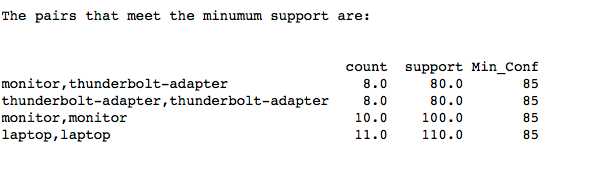 The pairs that meet the minumum support are:
count support Min_Conf
monitor,thunderbolt-adapter 8.0 80.0 85
thunderbolt-adapter,thunderbolt-adapter 8.0 80.0 85
monitor,monitor 10.0 100.0 85
laptop,laptop 11.0 110.0 85